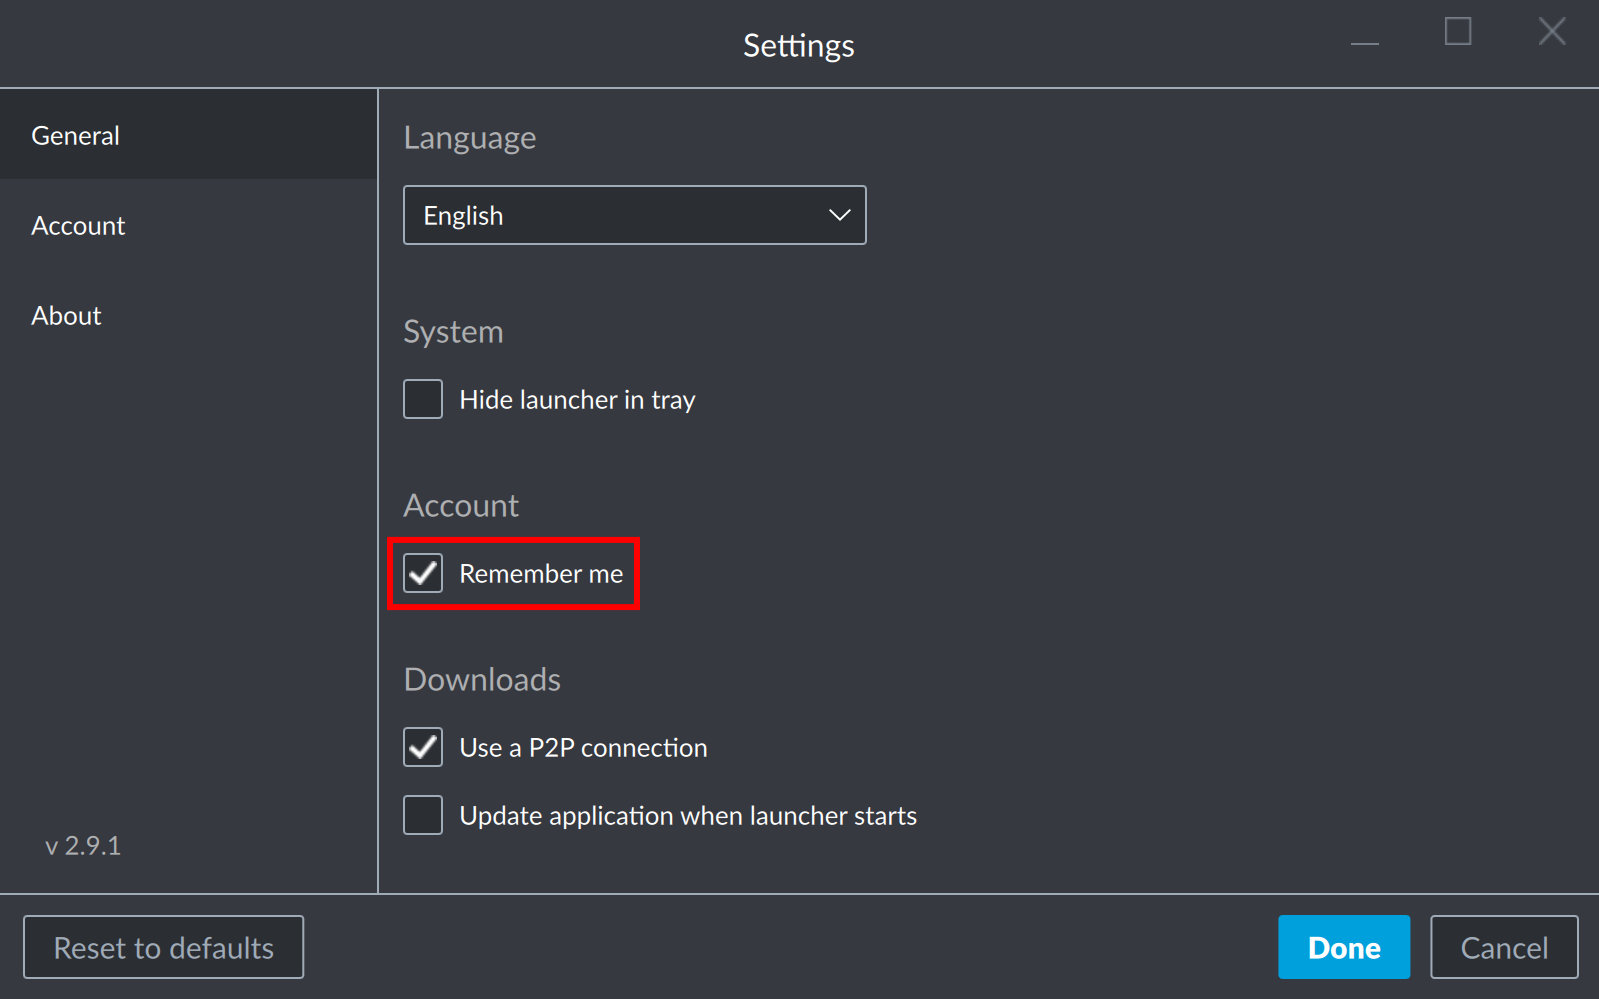 Settings
General
Account
About
v 2.9.1
Language
English
System
Hide launcher in tray
Account
Remember me
Downloads
Use a P2P connection
Update application when launcher starts
Reset to defaults
Done
Cancel